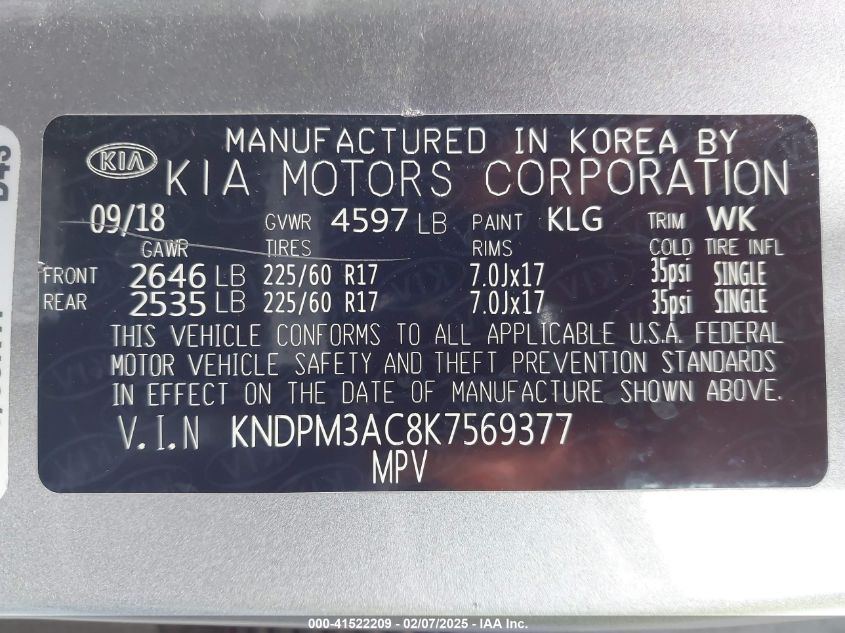 MANUFACTURED IN KOREA BY
KIA KIA MOTORS CORPORATION
09/18 GVWR 4597 LB PAINT KLG TRIM WK
GAWR TIRES RIMS COLD TIRE INFL
FRONT 2646 LB 225/60 R17 7.0Jx17 35psi SINGLE
REAR 2535 LB 225/60 R17 7.0Jx17 35psi SINGLE
THIS VEHICLE CONFORMS TO ALL APPLICABLE U.S.A. FEDERAL
MOTOR VEHICLE SAFETY AND THEFT PREVENTION STANDARDS
IN EFFECT ON THE DATE OF MANUFACTURE SHOWN ABOVE.
V.I.N KNDPM3AC8K7569377
MPV
000-41522209 - 02/07/2025 - IAA Inc.